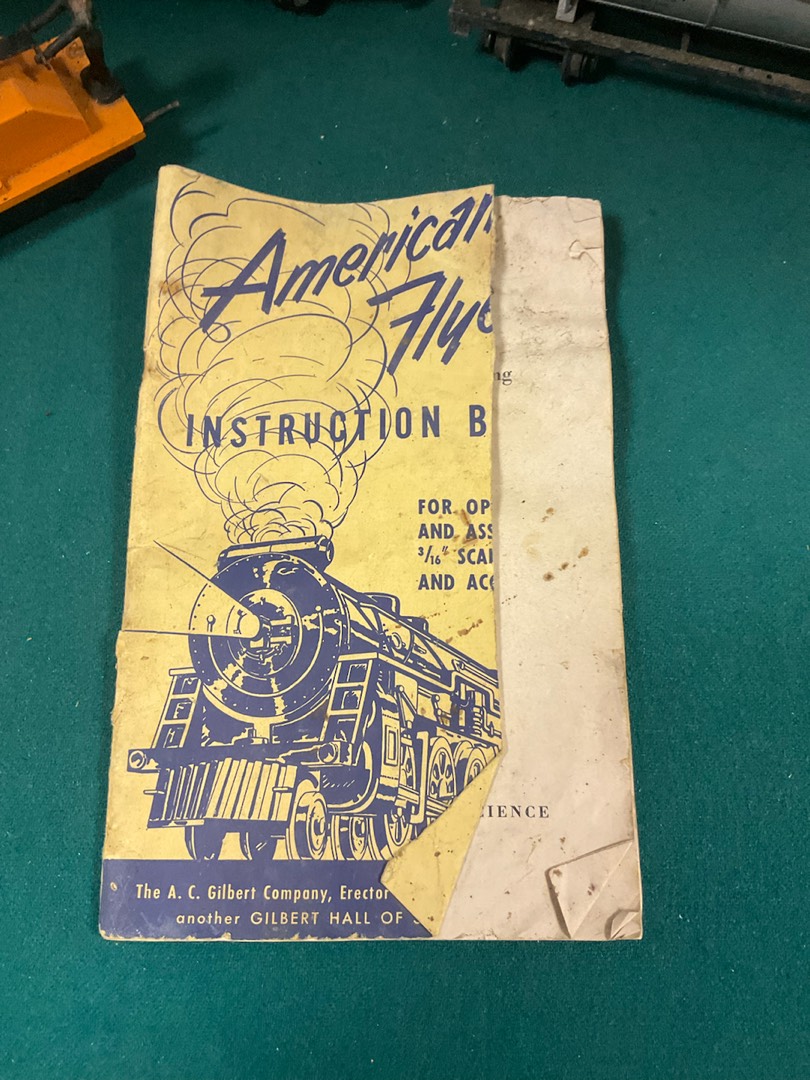 American
Flye
ng
INSTRUCTION B
FOR OP
AND ASS
3/16" SCAL
AND ACC
IENCE
The A. C. Gilbert Company, Erector
another GILBERT HALL OF S